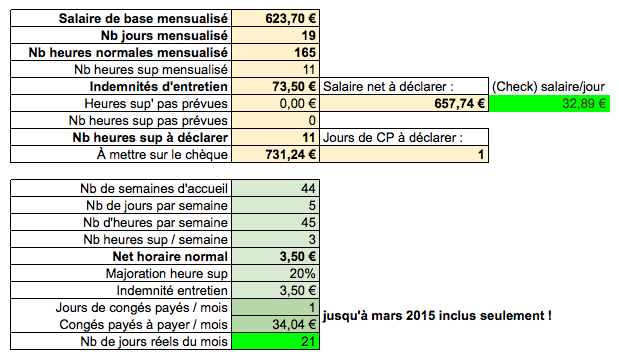 Salaire de base mensualisé 623,70 €
Nb jours mensualisé 19
Nb heures normales mensualisé 165
Nb heures sup mensualisé 11
Indemnités d'entretien 73,50 € Salaire net à déclarer : (Check) salaire/jour
Heures sup' pas prévues 0,00 € 657,74 € 32,89 €
Nb heures sup pas prévues 0
Nb heures sup à déclarer 11 Jours de CP à déclarer :
À mettre sur le chèque 731,24 € 1
Nb de semaines d'accueil 44
Nb de jours par semaine 5
Nb d'heures par semaine 45
Nb heures sup / semaine 3
Net horaire normal 3,50 €
Majoration heure sup 20%
Indemnité entretien 3,50 €
Jours de congés payés / mois 1
jusqu'à mars 2015 inclus seulement !
Congés payés à payer / mois 34,04 €
Nb de jours réels du mois 21